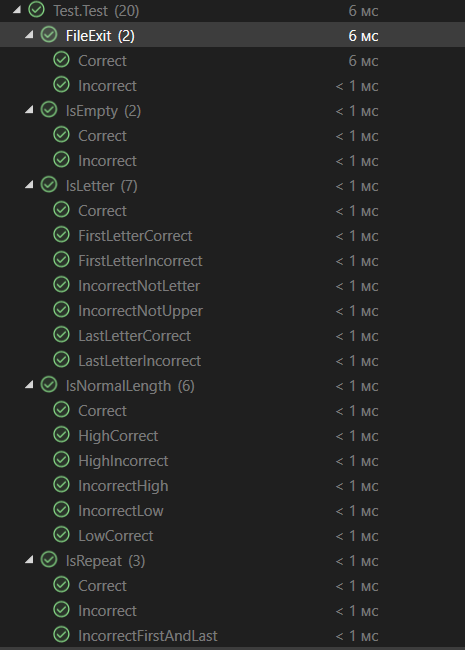 Test.Test (20) 6 мс
FileExit (2) 6 мс
Correct 6 мс
Incorrect < 1 мс
IsEmpty (2) < 1 мс
Correct < 1 мс
Incorrect < 1 мс
IsLetter (7) < 1 мс
Correct < 1 мс
FirstLetterCorrect < 1 мс
FirstLetterIncorrect < 1 мс
IncorrectNotLetter < 1 мс
IncorrectNotUpper < 1 мс
LastLetterCorrect < 1 мс
LastLetterIncorrect < 1 мс
IsNormalLength (6) < 1 мс
Correct < 1 мс
HighCorrect < 1 мс
HighIncorrect < 1 мс
IncorrectHigh < 1 мс
IncorrectLow < 1 мс
LowCorrect < 1 мс
IsRepeat (3) < 1 мс
Correct < 1 мс
Incorrect < 1 мс
IncorrectFirstAndLast < 1 мс